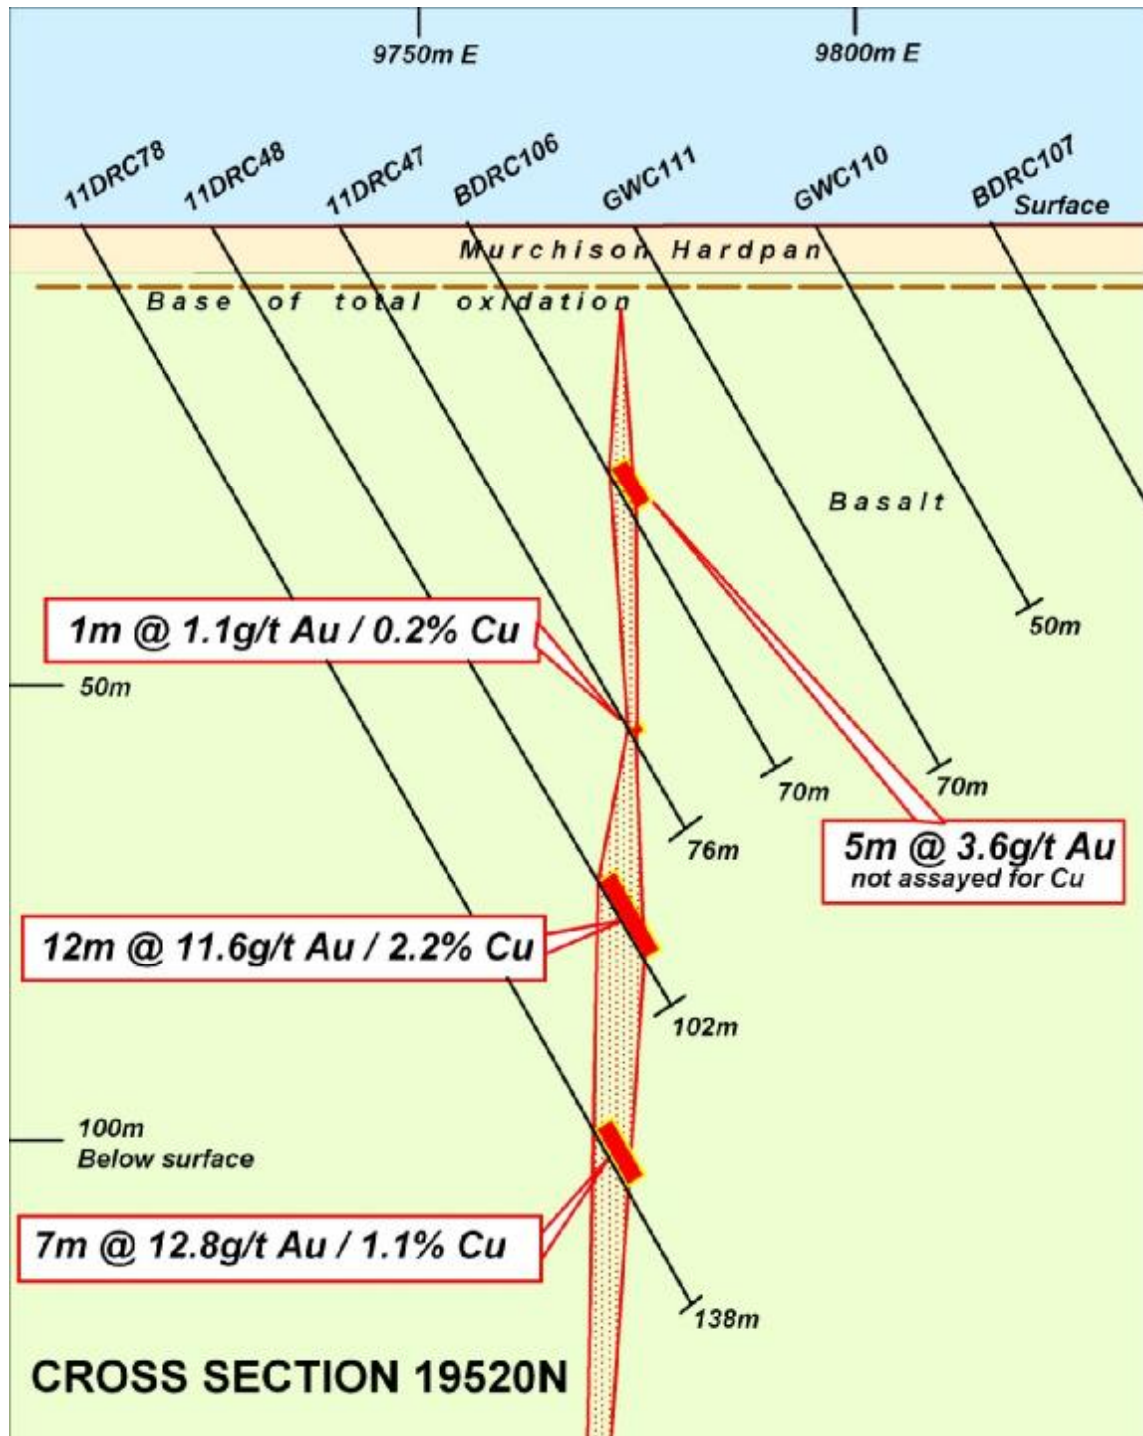 9750m E
9800m E
11DRC78
11DRC48
11DRC47
BDRC106
GWC111
GWC110
BDRC107
Surface
Murchison Hardpan
Base of total oxidation
Basalt
1m @ 1.1g/t Au / 0.2% Cu
50m
50m
70m
70m
76m
5m @ 3.6g/t Au
not assayed for Cu
12m @ 11.6g/t Au / 2.2% Cu
102m
100m
Below surface
7m @ 12.8g/t Au / 1.1% Cu
138m
CROSS SECTION 19520N